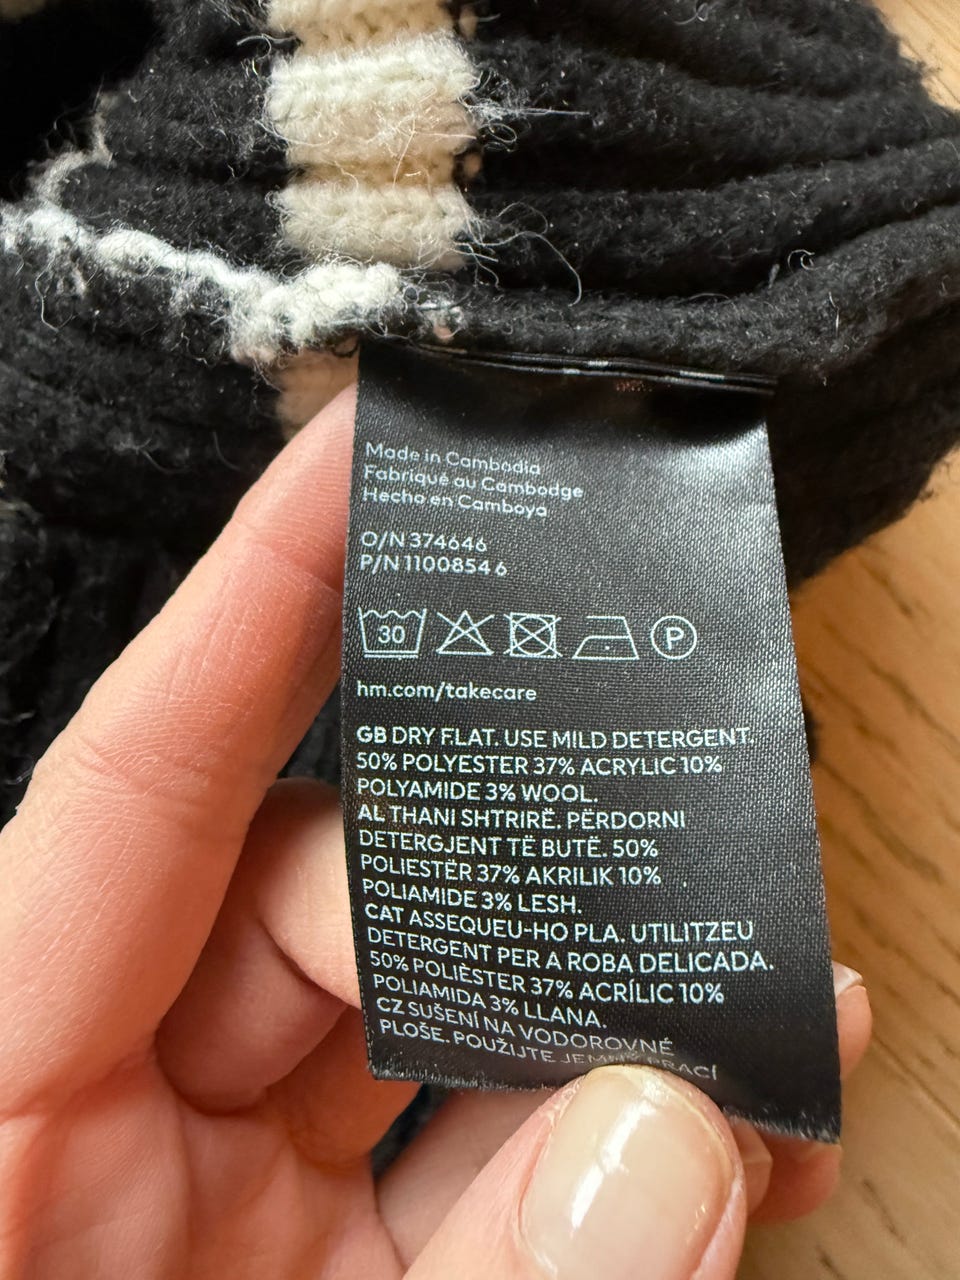 Made in Cambodia
Fabriqué au Cambodge
Hecho en Camboya
O/N 374646
P/N 11008546
30 P
hm.com/takecare
GB DRY FLAT. USE MILD DETERGENT.
50% POLYESTER 37% ACRYLIC 10%
POLYAMIDE 3% WOOL.
AL THANI SHTRIRË. PËRDORNI
DETERGJENT TË BUTË. 50%
POLIESTËR 37% AKRILIK 10%
POLIAMIDE 3% LESH.
CAT ASSEQUEU-HO PLA. UTILITZEU
DETERGENT PER A ROBA DELICADA.
50% POLIÈSTER 37% ACRÍLIC 10%
POLIAMIDA 3% LLANA.
CZ SUŠENÍ NA VODOROVNÉ
PLOŠE. POUŽIJTE JEMNÝ PRACÍ